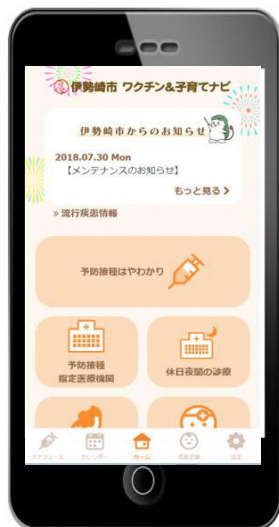 伊勢崎市 ワクチン&子育てナビ
伊勢崎市からのお知らせ
2018.07.30 Mon
【メンテナンスのお知らせ】
もっと見る
» 流行疾患情報
予防接種はやわかり
予防接種
指定医療機関
休日夜間の診療
スケジュール カレンダー ホーム 成長記録 設定